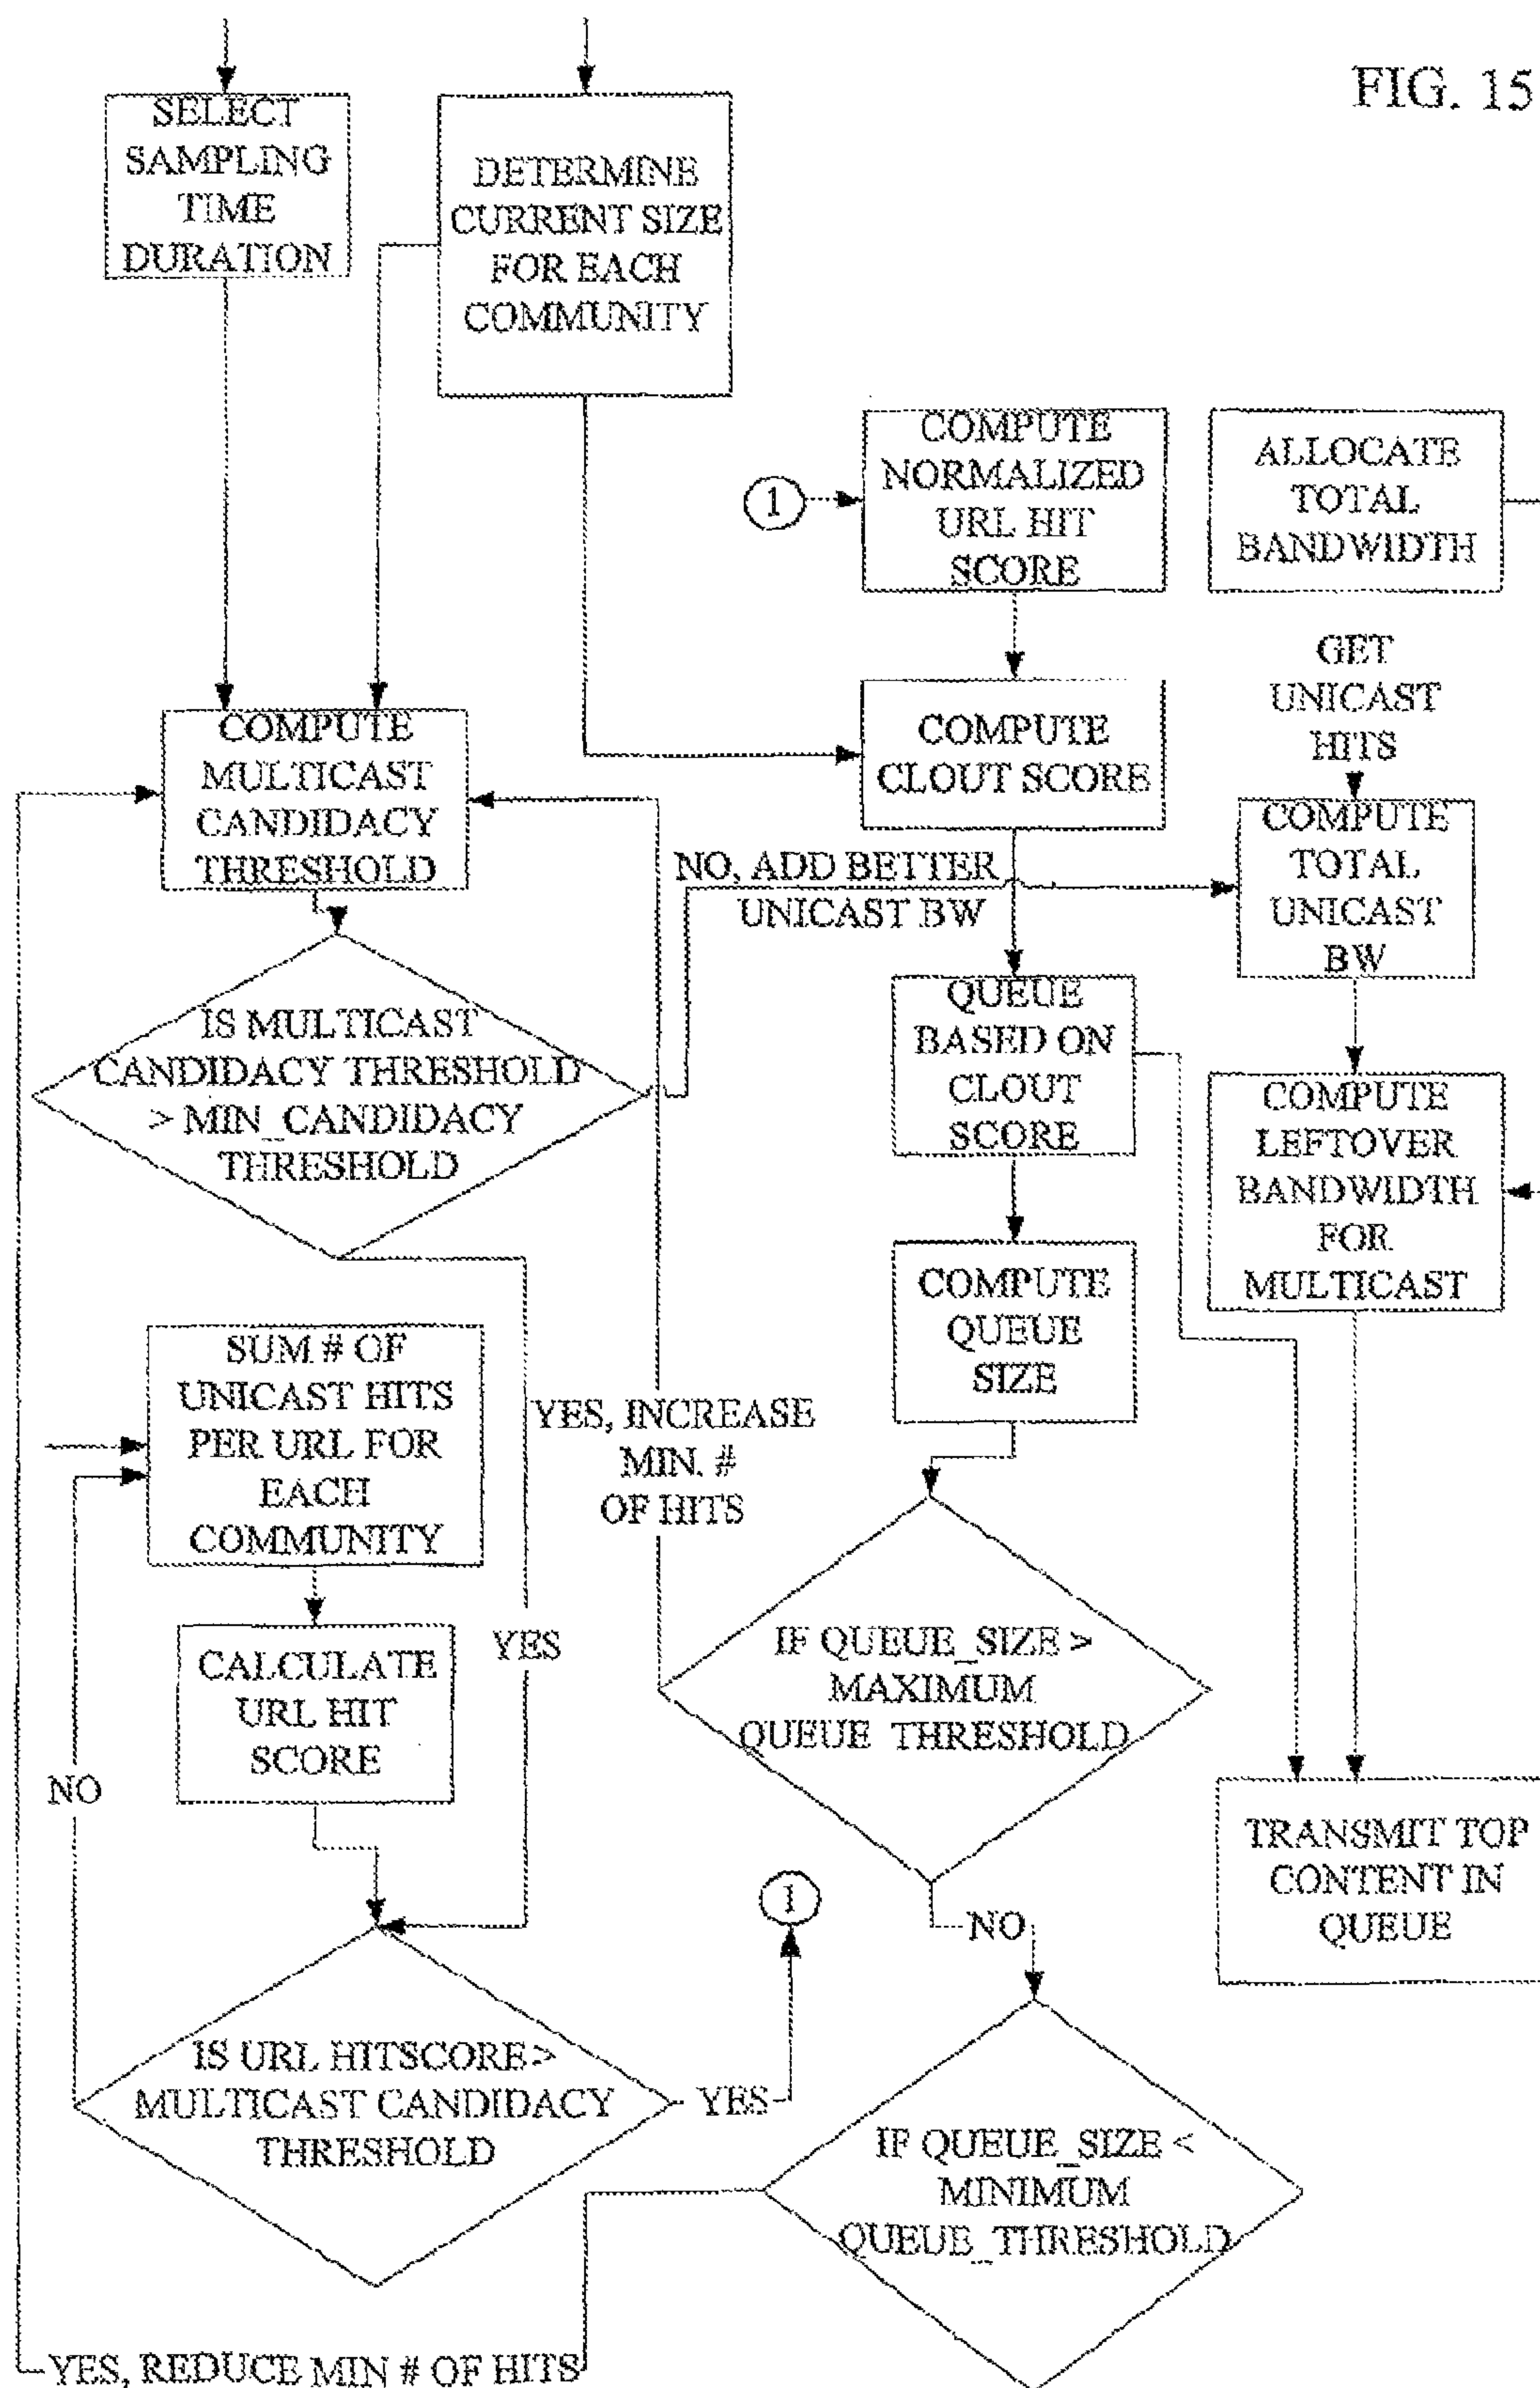 FIG. 15
SELECT
SAMPLING
TIME
DURATION
DETERMINE
CURRENT SIZE
FOR EACH
COMMUNITY
COMPUTE
NORMALIZED
URL HIT
SCORE
1
ALLOCATE
TOTAL
BANDWIDTH
GET
UNICAST
HITS
COMPUTE
MULTICAST
CANDIDACY
THRESHOLD
COMPUTE
CLOUT SCORE
COMPUTE
TOTAL
UNICAST
BW
NO, ADD BETTER
UNICAST BW
IS MULTICAST
CANDIDACY THRESHOLD
> MIN_CANDIDACY
THRESHOLD
QUEUE
BASED ON
CLOUT
SCORE
COMPUTE
LEFTOVER
BANDWIDTH
FOR
MULTICAST
COMPUTE
QUEUE
SIZE
SUM # OF
UNICAST HITS
PER URL FOR
EACH
COMMUNITY
YES, INCREASE
MIN. #
OF HITS
CALCULATE
URL HIT
SCORE
YES
NO
IF QUEUE_SIZE >
MAXIMUM
QUEUE_THRESHOLD
TRANSMIT TOP
CONTENT IN
QUEUE
1
NO
IS URL HITSCORE >
MULTICAST CANDIDACY
THRESHOLD
YES
IF QUEUE_SIZE <
MINIMUM
QUEUE_THRESHOLD
YES, REDUCE MIN # OF HITS